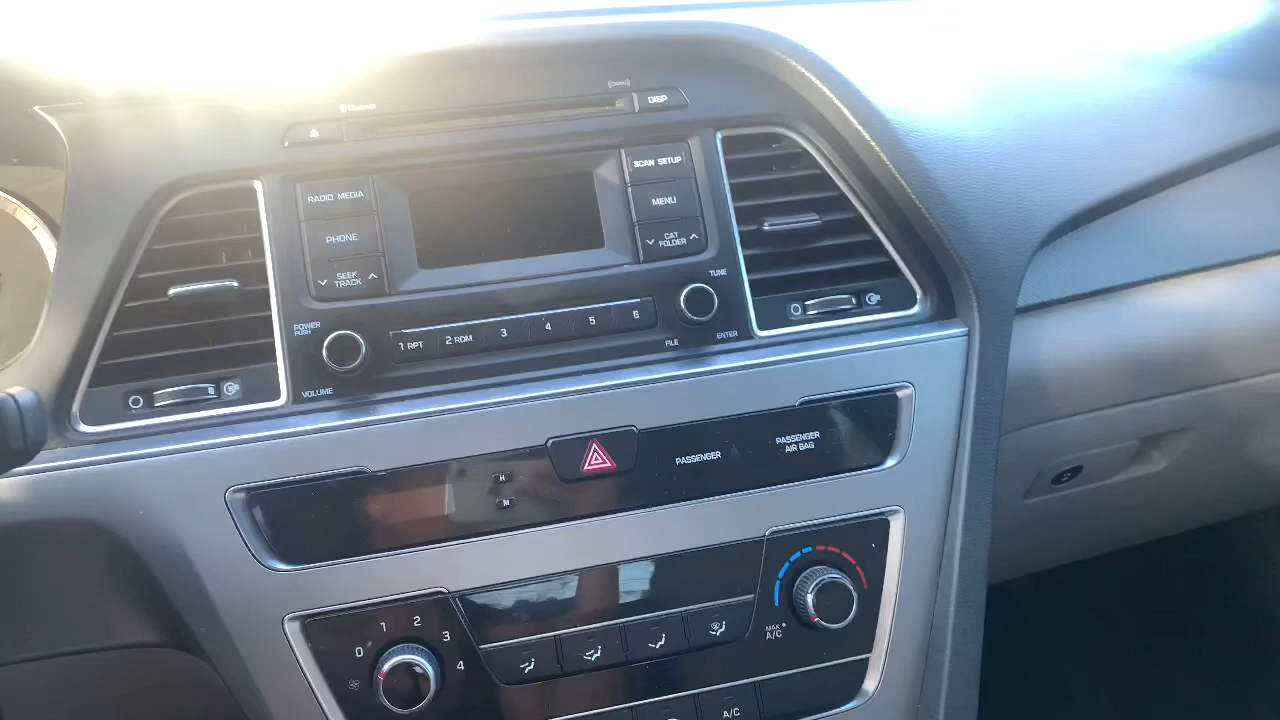 Bluetooth
DISP
RADIO MEDIA
PHONE
SEEK
TRACK
SCAN SETUP
MENU
CAT
FOLDER
POWER
PUSH
VOLUME
1 RPT
2 RDM
3
4
5
6
TUNE
FILE
ENTER
H
M
PASSENGER
PASSENGER
AIR BAG
0
1
2
3
4
MAX
A/C
A/C